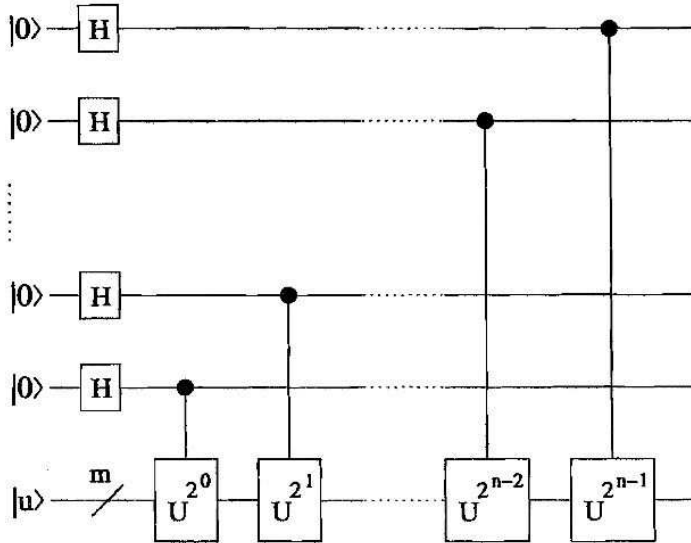 |0⟩ H
|0⟩ H
|0⟩ H
|0⟩ H
m
|u⟩ U^{2^0} U^{2^1} U^{2^{n-2}} U^{2^{n-1}}